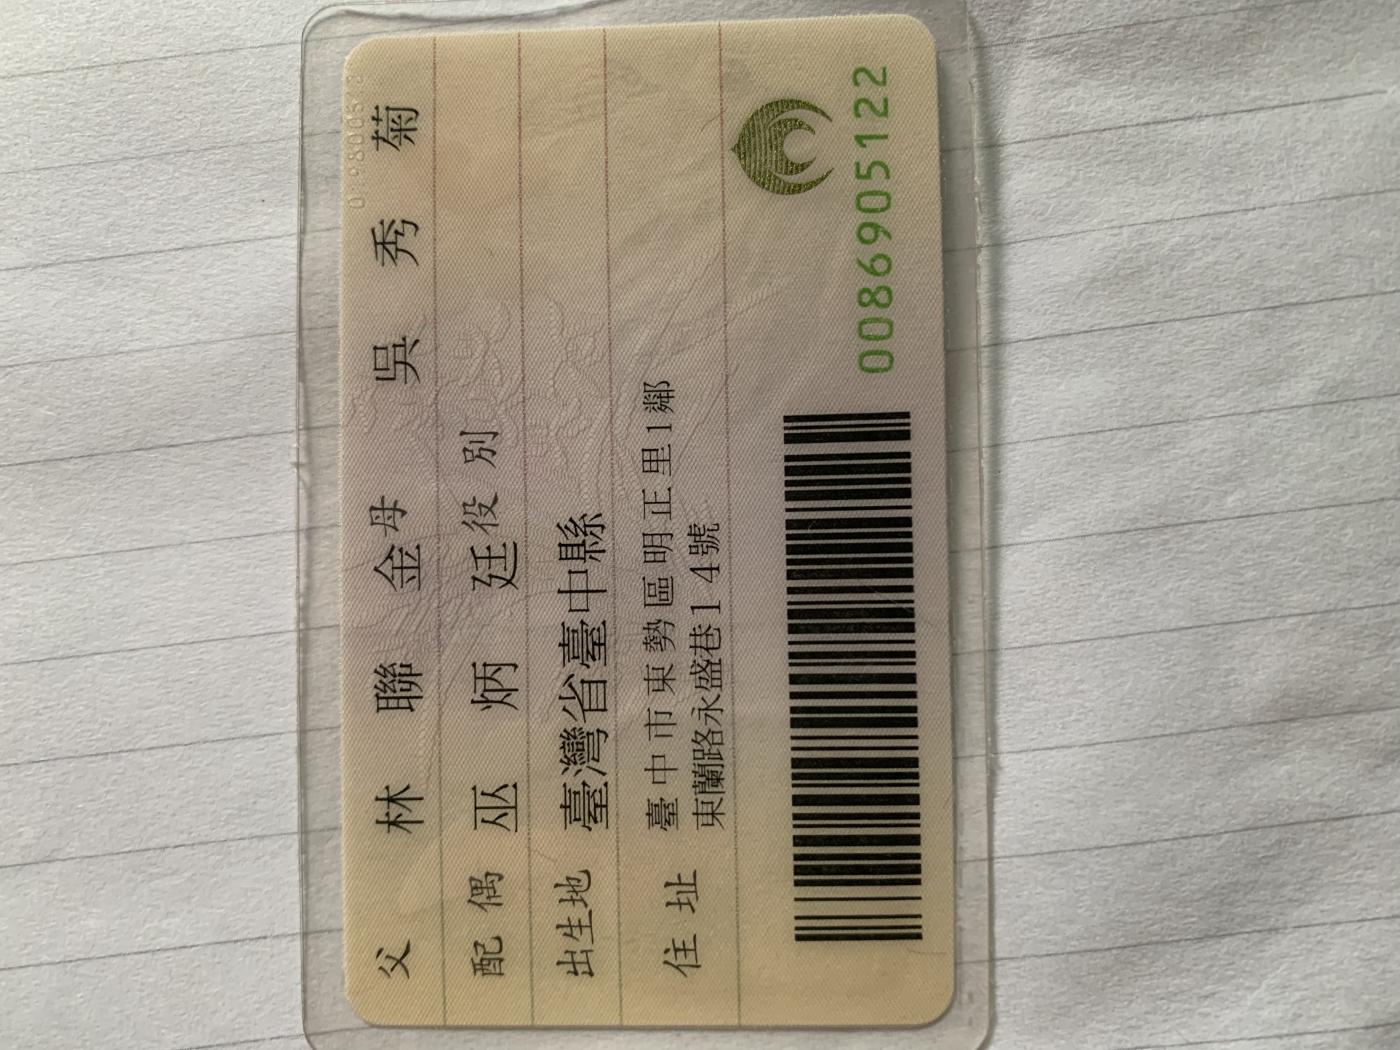 父 林聯金 母 吳秀菊
配偶 巫炳廷 役別
出生地 臺灣省臺中縣
住址 臺中市東勢區明正里1鄰
東蘭路永盛巷14號
0086905122